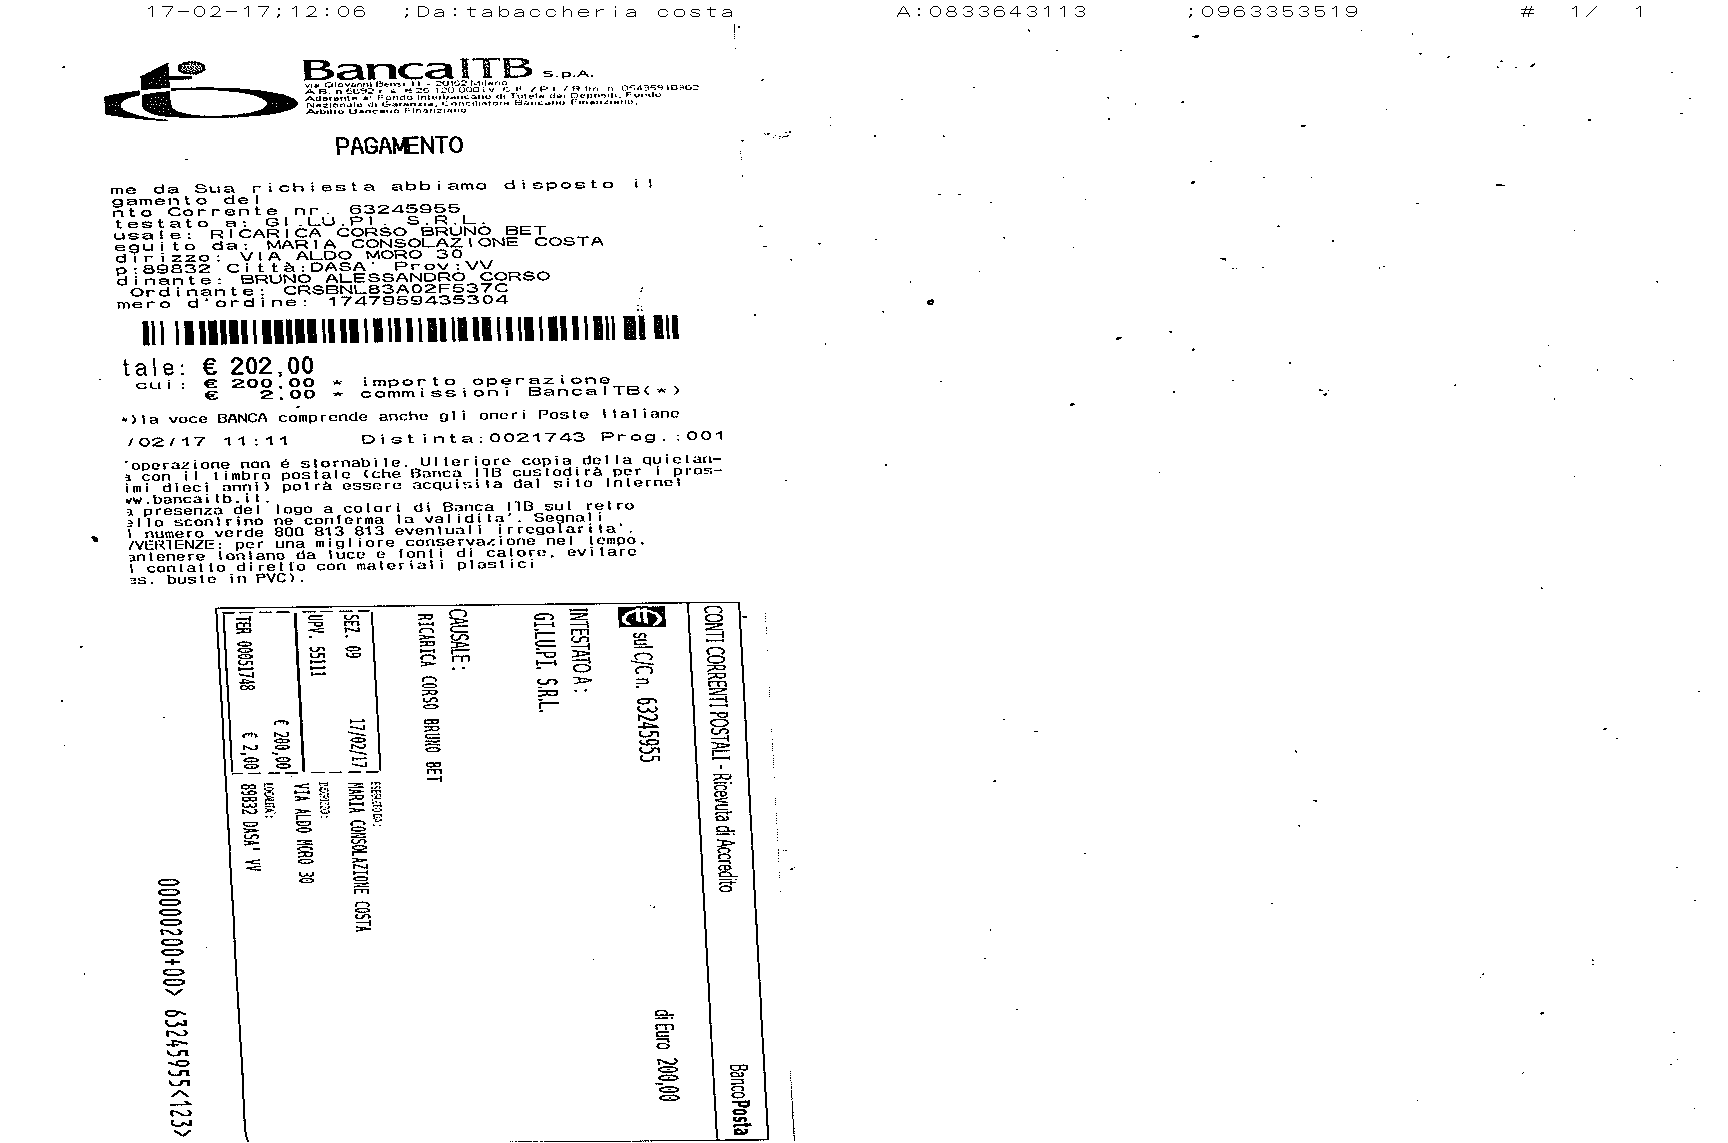 17-02-17;12:06 ;Da:tabaccheria costa A:0833643113 ;0963353519 # 1/ 1
BancaITB S.p.A.
Via Giovanni Bensi 11 - 20152 Milano
Aderente al Fondo Interbancario di Tutela dei Depositi, Fondo
Nazionale di Garanzia, Conciliatore Bancario Finanziario,
Arbitro Bancario Finanziario
PAGAMENTO
me da Sua richiesta abbiamo disposto il
gamento del
nto Corrente nr. 63245955
testato a: GI.LU.PI. S.R.L.
usale: RICARICA CORSO BRUNO BET
eguito da: MARIA CONSOLAZIONE COSTA
dirizzo: VIA ALDO MORO 30
p:89832 Città:DASA' Prov:VV
dinante: BRUNO ALESSANDRO CORSO
Ordinante: CRSBNL83A02F537C
mero d'ordine: 1747959435304
tale: € 202,00
cui: € 200.00 * importo operazione
€ 2.00 * commissioni BancaITB(*)
*)la voce BANCA comprende anche gli oneri Poste Italiane
/02/17 11:11 Distinta:0021743 Prog.:001
'operazione non é stornabile. Ulteriore copia della quietan-
a con il timbro postale (che Banca ITB custodirà per i pros-
imi dieci anni) potrà essere acquisita dal sito Internet
ww.bancaitb.it.
a presenza del logo a colori di Banca ITB sul retro
ello scontrino ne conferma la validita'. Segnali
l numero verde 800 813 813 eventuali irregolarita'.
VVERTENZE: per una migliore conservazione nel tempo,
antenere lontano da luce e fonti di calore, evitare
l contatto diretto con materiali plastici
es. buste in PVC).
CONTI CORRENTI POSTALI - Ricevuta di Accredito BancoPosta
sul C/C n. 63245955 di Euro 200,00
INTESTATO A:
GI.LU.PI. S.R.L.
CAUSALE:
RICARICA CORSO BRUNO BET
SEZ. 09 17/02/17
UPV. 55111
€ 200,00
TER 00051748 € 2,00
ESEGUITO DA:
MARIA CONSOLAZIONE COSTA
INDIRIZZO:
VIA ALDO MORO 30
LOCALITA':
89832 DASA' VV
00000200+00> 63245955<123>